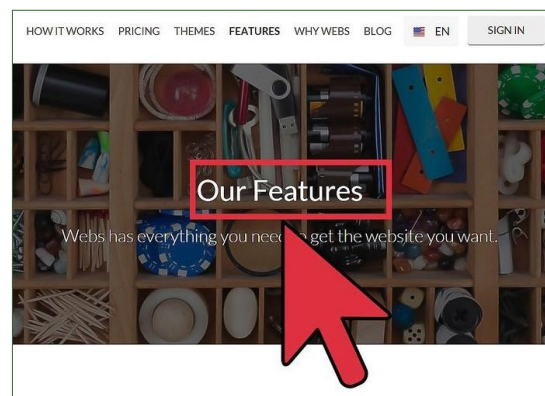 HOW IT WORKS PRICING THEMES FEATURES WHY WEBS BLOG EN SIGN IN
Our Features
Webs has everything you need to get the website you want.